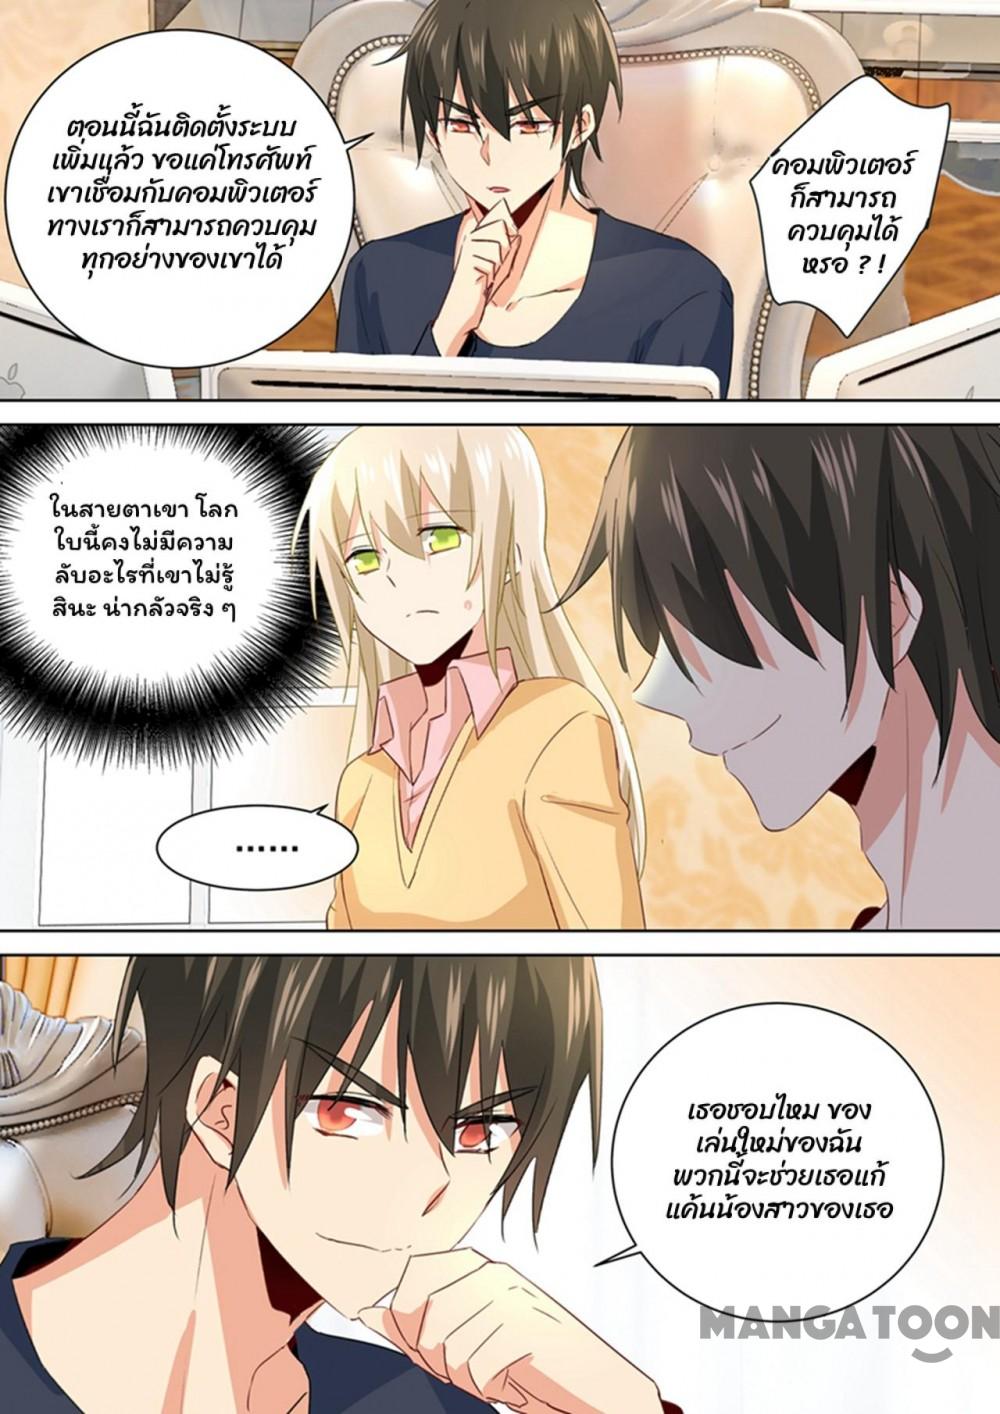 ตอนนี้ฉันติดตั้งระบบ
เพิ่มแล้ว ขอแค่โทรศัพท์
เขาเชื่อมกับคอมพิวเตอร์
ทางเราก็สามารถควบคุม
ทุกอย่างของเขาได้
คอมพิวเตอร์
ก็สามารถ
ควบคุมได้
หรอ ? !
ในสายตาเขา โลก
ใบนี้คงไม่มีความ
ลับอะไรที่เขาไม่รู้
สินะ น่ากลัวจริง ๆ
······
เธอชอบไหม ของ
เล่นใหม่ของฉัน
พวกนี้จะช่วยเธอแก้
แค้นน้องสาวของเธอ
MANGATOON